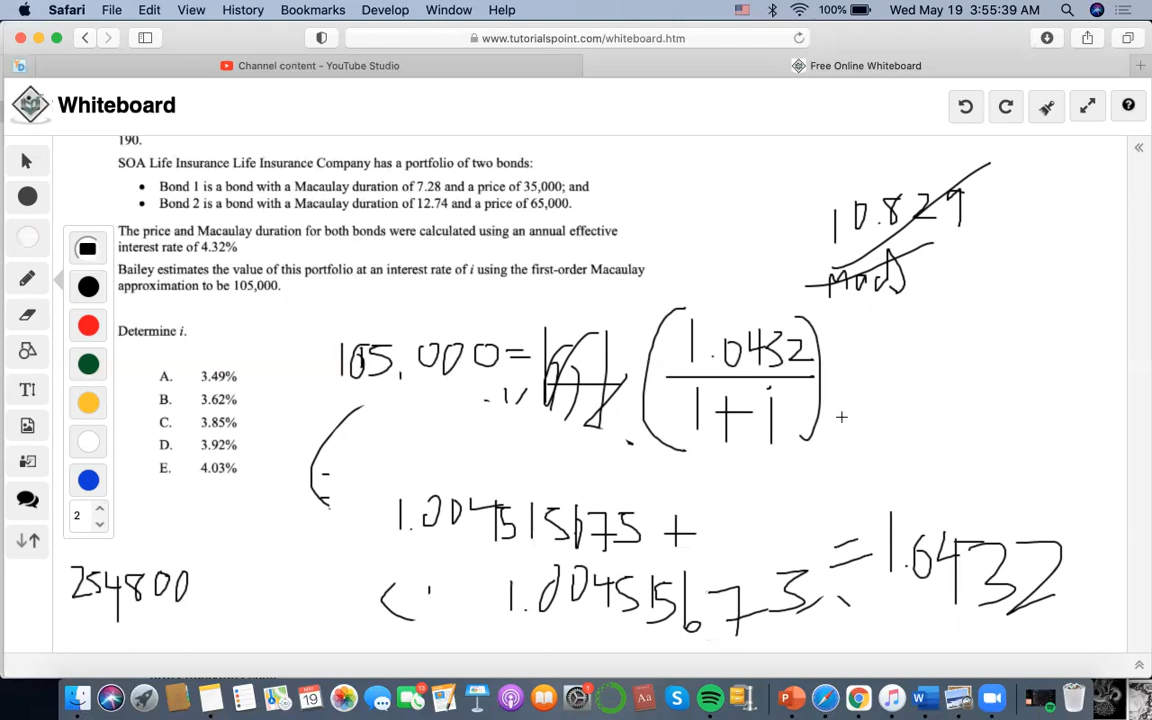 Safari File Edit View History Bookmarks Develop Window Help 100% Wed May 19 3:55:39 AM
www.tutorialspoint.com/whiteboard.htm
Channel content - YouTube Studio
Free Online Whiteboard
Whiteboard
190.
SOA Life Insurance Life Insurance Company has a portfolio of two bonds:
• Bond 1 is a bond with a Macaulay duration of 7.28 and a price of 35,000; and
• Bond 2 is a bond with a Macaulay duration of 12.74 and a price of 65,000.
The price and Macaulay duration for both bonds were calculated using an annual effective
interest rate of 4.32%
Bailey estimates the value of this portfolio at an interest rate of i using the first-order Macaulay
approximation to be 105,000.
Determine i.
A. 3.49%
B. 3.62%
C. 3.85%
D. 3.92%
E. 4.03%
10.829
MacD
105,000=
(1.0432
1+i)
1.004515675+
1.004515673
=1.0432
254800
2
T